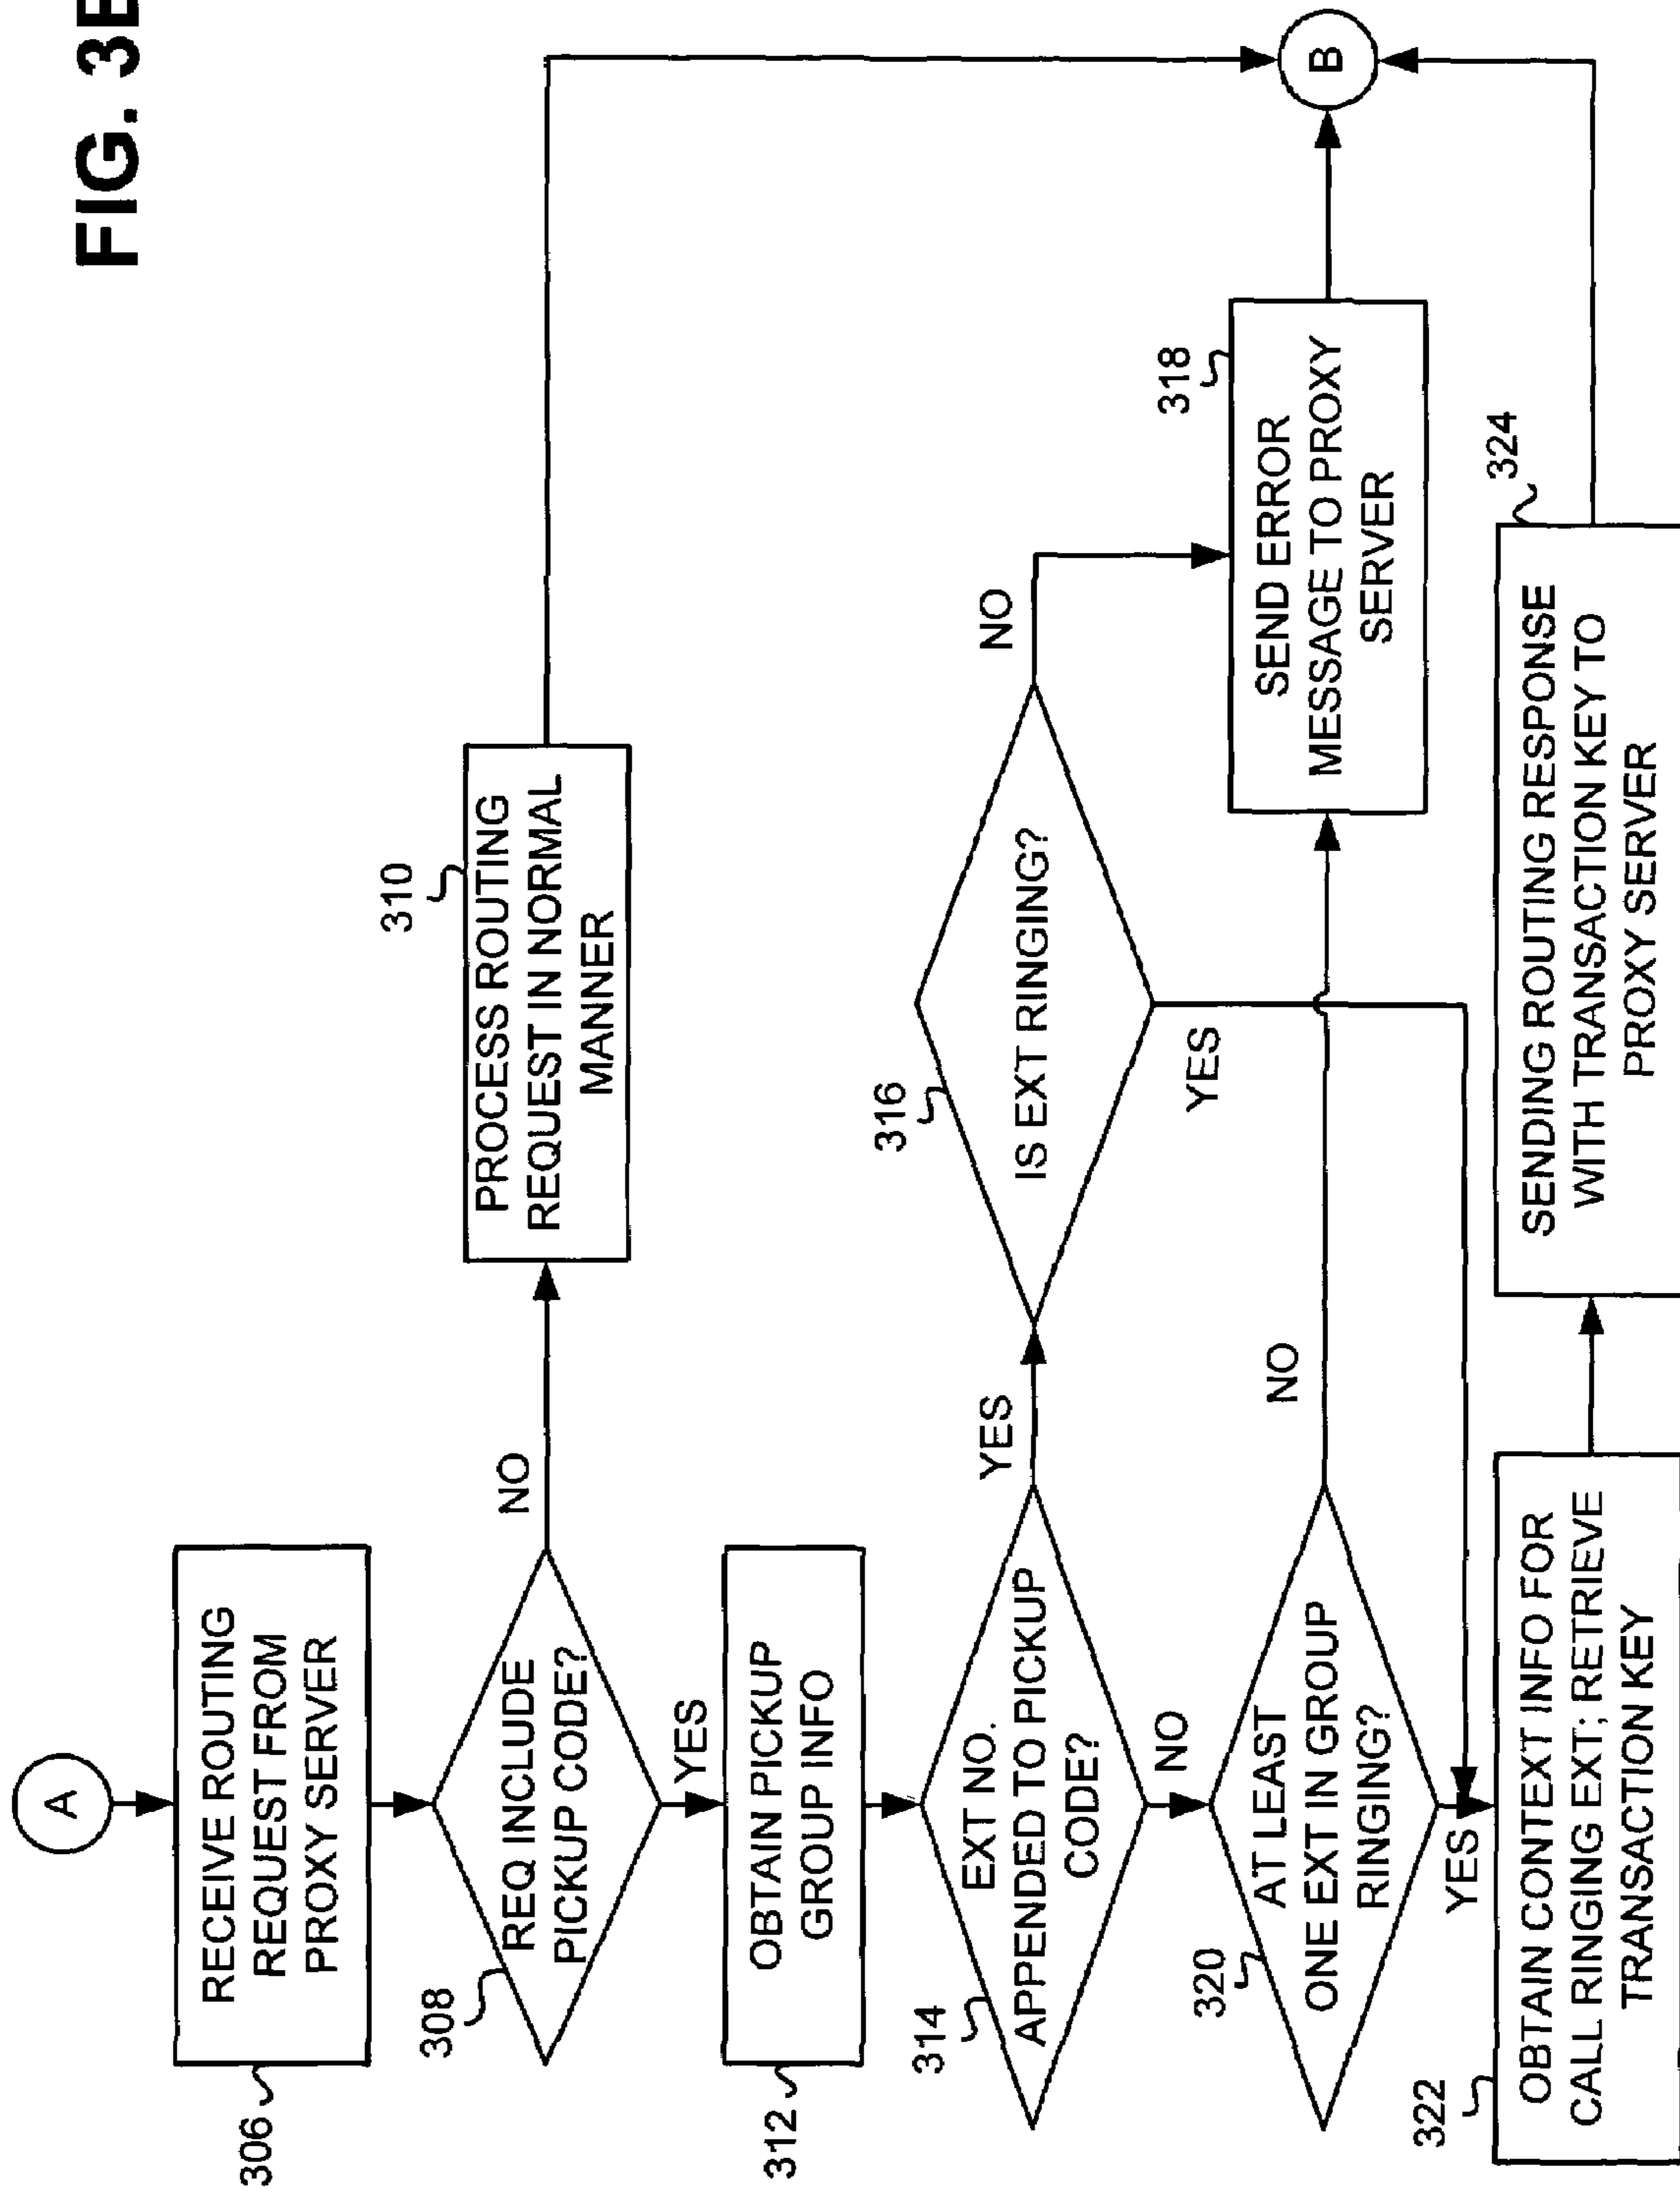 FIG. 3B
A
306
RECEIVE ROUTING
REQUEST FROM
PROXY SERVER
308
REQ INCLUDE
PICKUP CODE?
NO
YES
310
PROCESS ROUTING
REQUEST IN NORMAL
MANNER
312
OBTAIN PICKUP
GROUP INFO
314
EXT NO.
APPENDED TO PICKUP
CODE?
YES
NO
316
IS EXT RINGING?
NO
YES
318
SEND ERROR
MESSAGE TO PROXY
SERVER
B
320
AT LEAST
ONE EXT IN GROUP
RINGING?
NO
YES
322
OBTAIN CONTEXT INFO FOR
CALL RINGING EXT; RETRIEVE
TRANSACTION KEY
324
SENDING ROUTING RESPONSE
WITH TRANSACTION KEY TO
PROXY SERVER